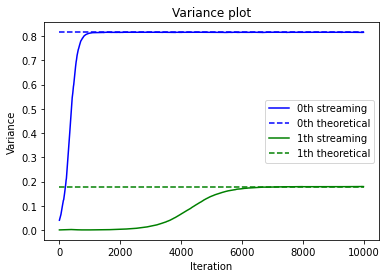 Variance plot
Variance
0.8
0.7
0.6
0.5
0.4
0.3
0.2
0.1
0.0
0th streaming
0th theoretical
1th streaming
1th theoretical
0 2000 4000 6000 8000 10000
Iteration